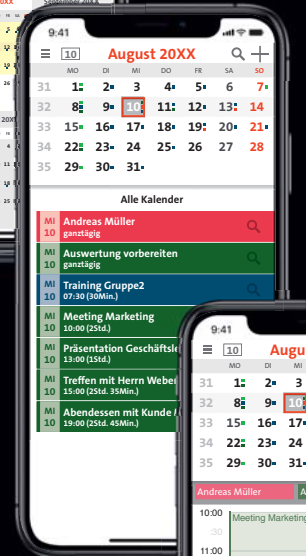 9:41
10 August 20XX
MO DI MI DO FR SA SO
31 1 2 3 4 5 6 7
32 8 9 10 11 12 13 14
33 15 16 17 18 19 20 21
34 22 23 24 25 26 27 28
35 29 30 31
Alle Kalender
MI Andreas Müller
10 ganztägig
MI Auswertung vorbereiten
10 ganztägig
MI Training Gruppe2
10 07:30 (30Min.)
MI Meeting Marketing
10 10:00 (2Std.)
MI Präsentation Geschäftsle
10 13:00 (1Std.)
MI Treffen mit Herrn Weber
10 15:00 (2Std. 35Min.)
MI Abendessen mit Kunde
10 19:00 (2Std. 45Min.)
9:41
10 Augu
MO DI MI
31 1 2 3
32 8 9 10
33 15 16 17
34 22 23 24
35 29 30 31
Andreas Müller A
10:00 Meeting Marketing
:30
11:00